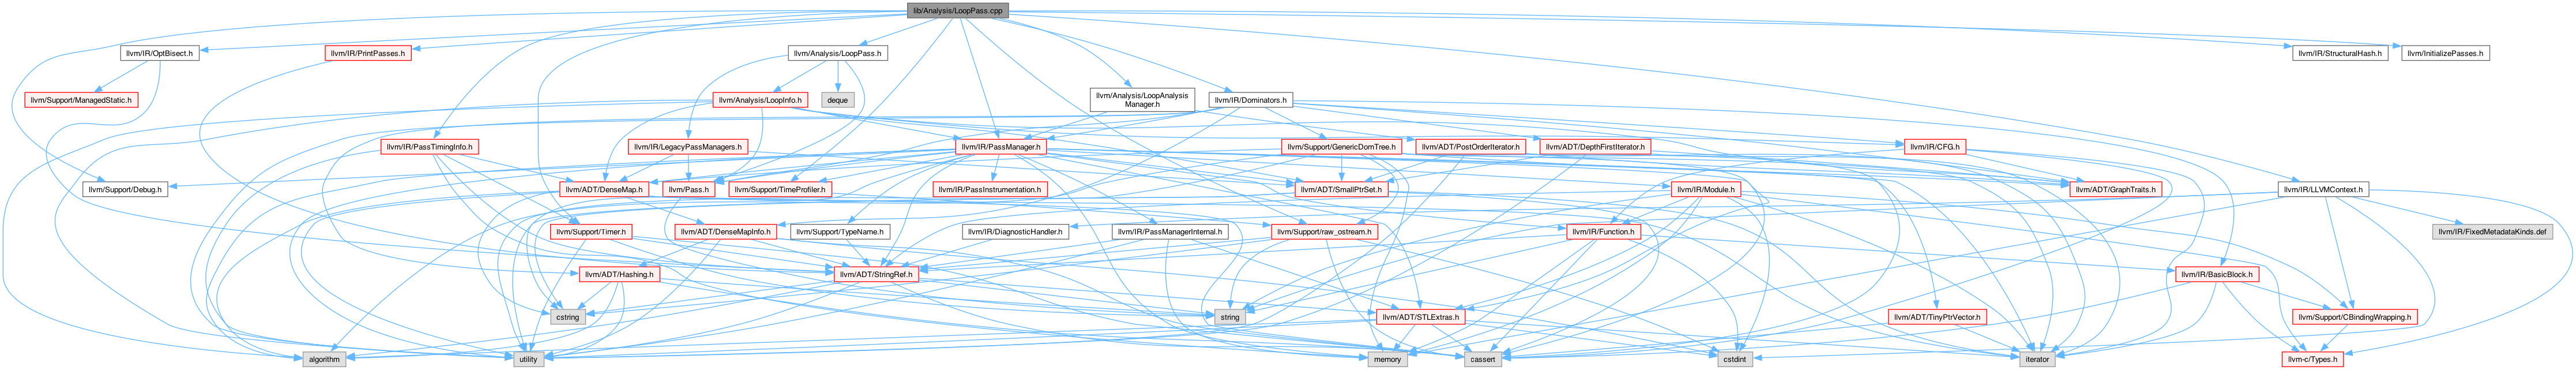 lib/Analysis/LoopPass.cpp
llvm/IR/OptBisect.h
llvm/IR/PrintPasses.h
llvm/Analysis/LoopPass.h
llvm/IR/StructuralHash.h
llvm/InitializePasses.h
llvm/Support/ManagedStatic.h
llvm/Analysis/LoopInfo.h
deque
llvm/Analysis/LoopAnalysis
Manager.h
llvm/IR/Dominators.h
llvm/IR/PassTimingInfo.h
llvm/IR/LegacyPassManagers.h
llvm/IR/PassManager.h
llvm/Support/GenericDomTree.h
llvm/ADT/PostOrderIterator.h
llvm/ADT/DepthFirstIterator.h
llvm/IR/CFG.h
llvm/Support/Debug.h
llvm/ADT/DenseMap.h
llvm/Pass.h
llvm/Support/TimeProfiler.h
llvm/IR/PassInstrumentation.h
llvm/ADT/SmallPtrSet.h
llvm/IR/Module.h
llvm/ADT/GraphTraits.h
llvm/IR/LLVMContext.h
llvm/Support/Timer.h
llvm/ADT/DenseMapInfo.h
llvm/Support/TypeName.h
llvm/IR/DiagnosticHandler.h
llvm/IR/PassManagerInternal.h
llvm/Support/raw_ostream.h
llvm/IR/Function.h
llvm/IR/FixedMetadataKinds.def
llvm/ADT/Hashing.h
llvm/ADT/StringRef.h
llvm/IR/BasicBlock.h
cstring
string
llvm/ADT/STLExtras.h
llvm/ADT/TinyPtrVector.h
llvm/Support/CBindingWrapping.h
algorithm
utility
memory
cassert
cstdint
iterator
llvm-c/Types.h